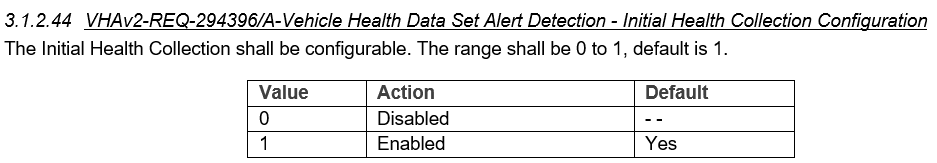 3.1.2.44 VHAv2-REQ-294396/A-Vehicle Health Data Set Alert Detection - Initial Health Collection Configuration
The Initial Health Collection shall be configurable. The range shall be 0 to 1, default is 1.
Value Action Default
0 Disabled - -
1 Enabled Yes